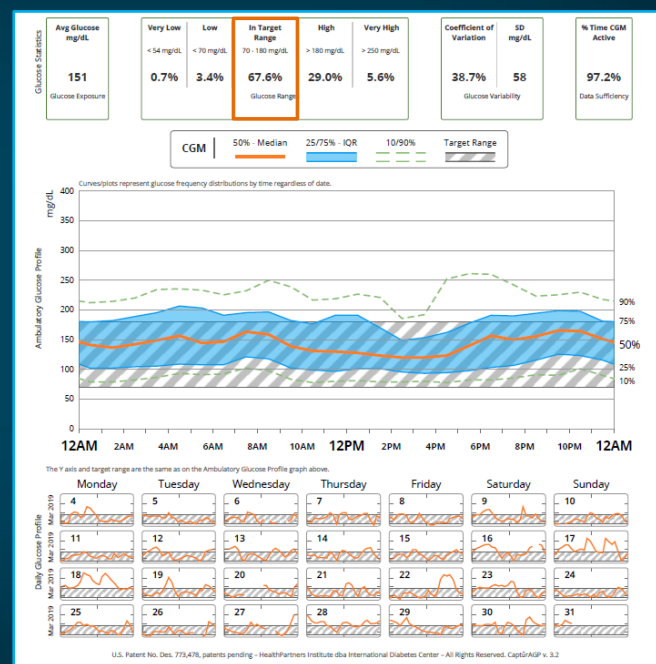 Glucose Statistics
Avg Glucose
mg/dL
151
Glucose Exposure
Very Low Low In Target Range High Very High
< 54 mg/dL < 70 mg/dL 70 - 180 mg/dL > 180 mg/dL > 250 mg/dL
0.7% 3.4% 67.6% 29.0% 5.6%
Glucose Range
Coefficient of Variation SD mg/dL
38.7% 58
Glucose Variability
% Time CGM
Active
97.2%
Data Sufficiency
CGM 50% - Median 25/75% - IQR 10/90% Target Range
Curves/plots represent glucose frequency distributions by time regardless of date.
mg/dL
Ambulatory Glucose Profile
400
350
300
250
200
150
100
50
0
90%
75%
50%
25%
10%
12AM 2AM 4AM 6AM 8AM 10AM 12PM 2PM 4PM 6PM 8PM 10PM 12AM
The Y axis and target range are the same as on the Ambulatory Glucose Profile graph above.
Daily Glucose Profile
Monday Tuesday Wednesday Thursday Friday Saturday Sunday
Mar 2019 4 5 6 7 8 9 10
Mar 2019 11 12 13 14 15 16 17
Mar 2019 18 19 20 21 22 23 24
Mar 2019 25 26 27 28 29 30 31
U.S. Patent No. Des. 773,478, patents pending – HealthPartners Institute dba International Diabetes Center – All Rights Reserved. CaptūrAGP v. 3.2